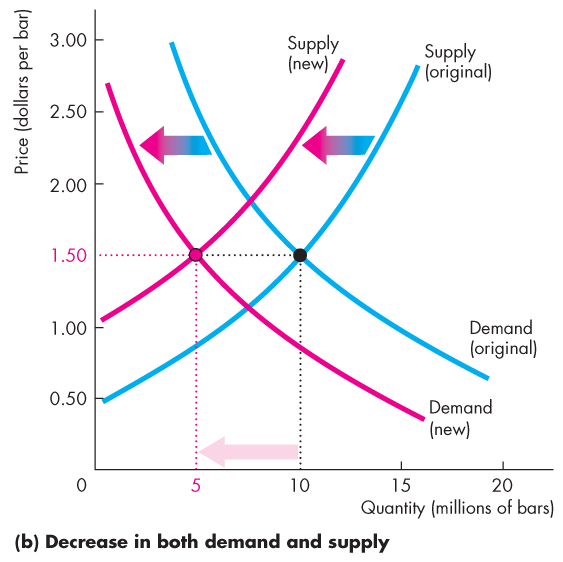 Price (dollars per bar)
3.00
2.50
2.00
1.50
1.00
0.50
0
5
10
15
20
Quantity (millions of bars)
Supply
(new)
Supply
(original)
Demand
(original)
Demand
(new)
(b) Decrease in both demand and supply